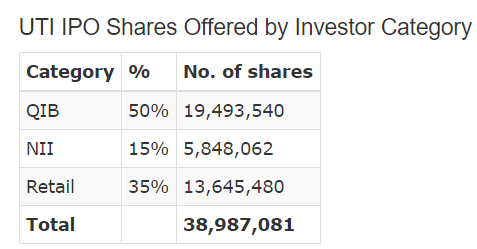 UTI IPO Shares Offered by Investor Category
Category % No. of shares
QIB 50% 19,493,540
NII 15% 5,848,062
Retail 35% 13,645,480
Total 38,987,081